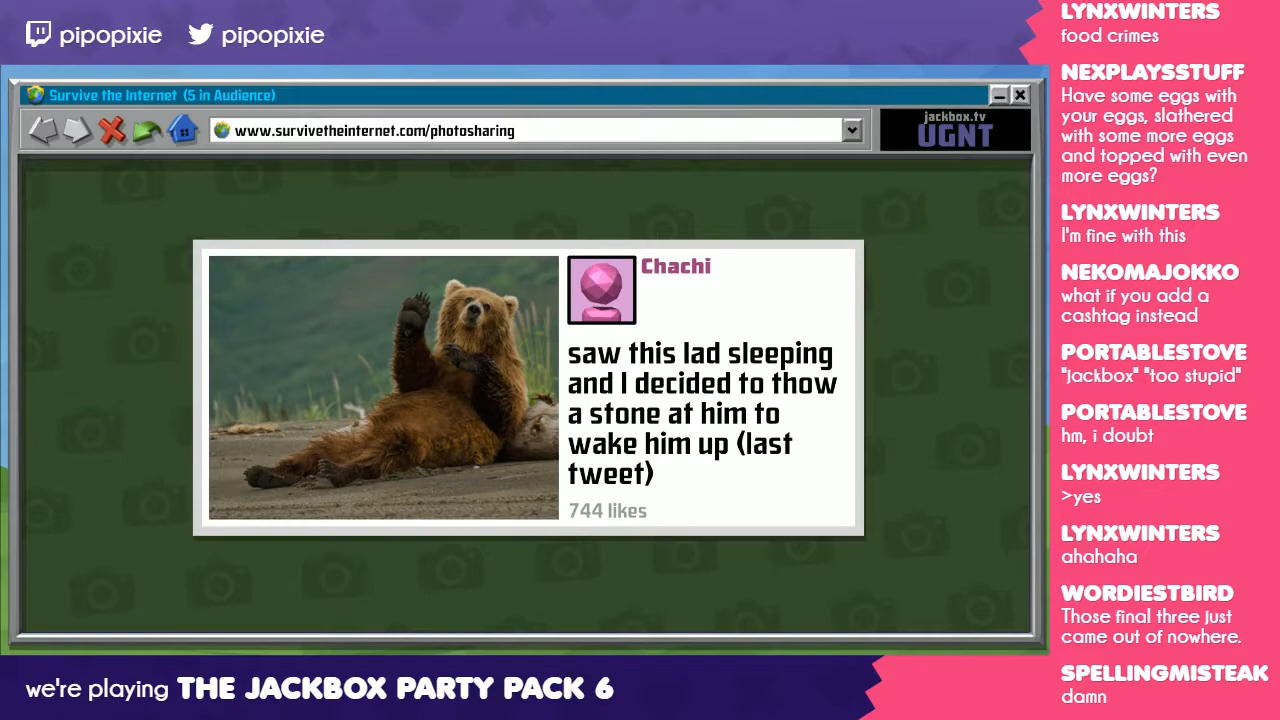 pipopixie pipopixie
Survive the Internet (5 in Audience)
www.survivetheinternet.com/photosharing
jackbox.tv
UGNT
Chachi
saw this lad sleeping
and I decided to thow
a stone at him to
wake him up (last
tweet)
744 likes
we're playing THE JACKBOX PARTY PACK 6
LYNXWINTERS
food crimes
NEXPLAYSSTUFF
Have some eggs with
your eggs, slathered
with some more eggs
and topped with even
more eggs?
LYNXWINTERS
I'm fine with this
NEKOMAJOKKO
what if you add a
cashtag instead
PORTABLESTOVE
"Jackbox" "too stupid"
PORTABLESTOVE
hm, i doubt
LYNXWINTERS
>yes
LYNXWINTERS
ahahaha
WORDIESTBIRD
Those final three just
came out of nowhere.
SPELLINGMISTEAK
damn